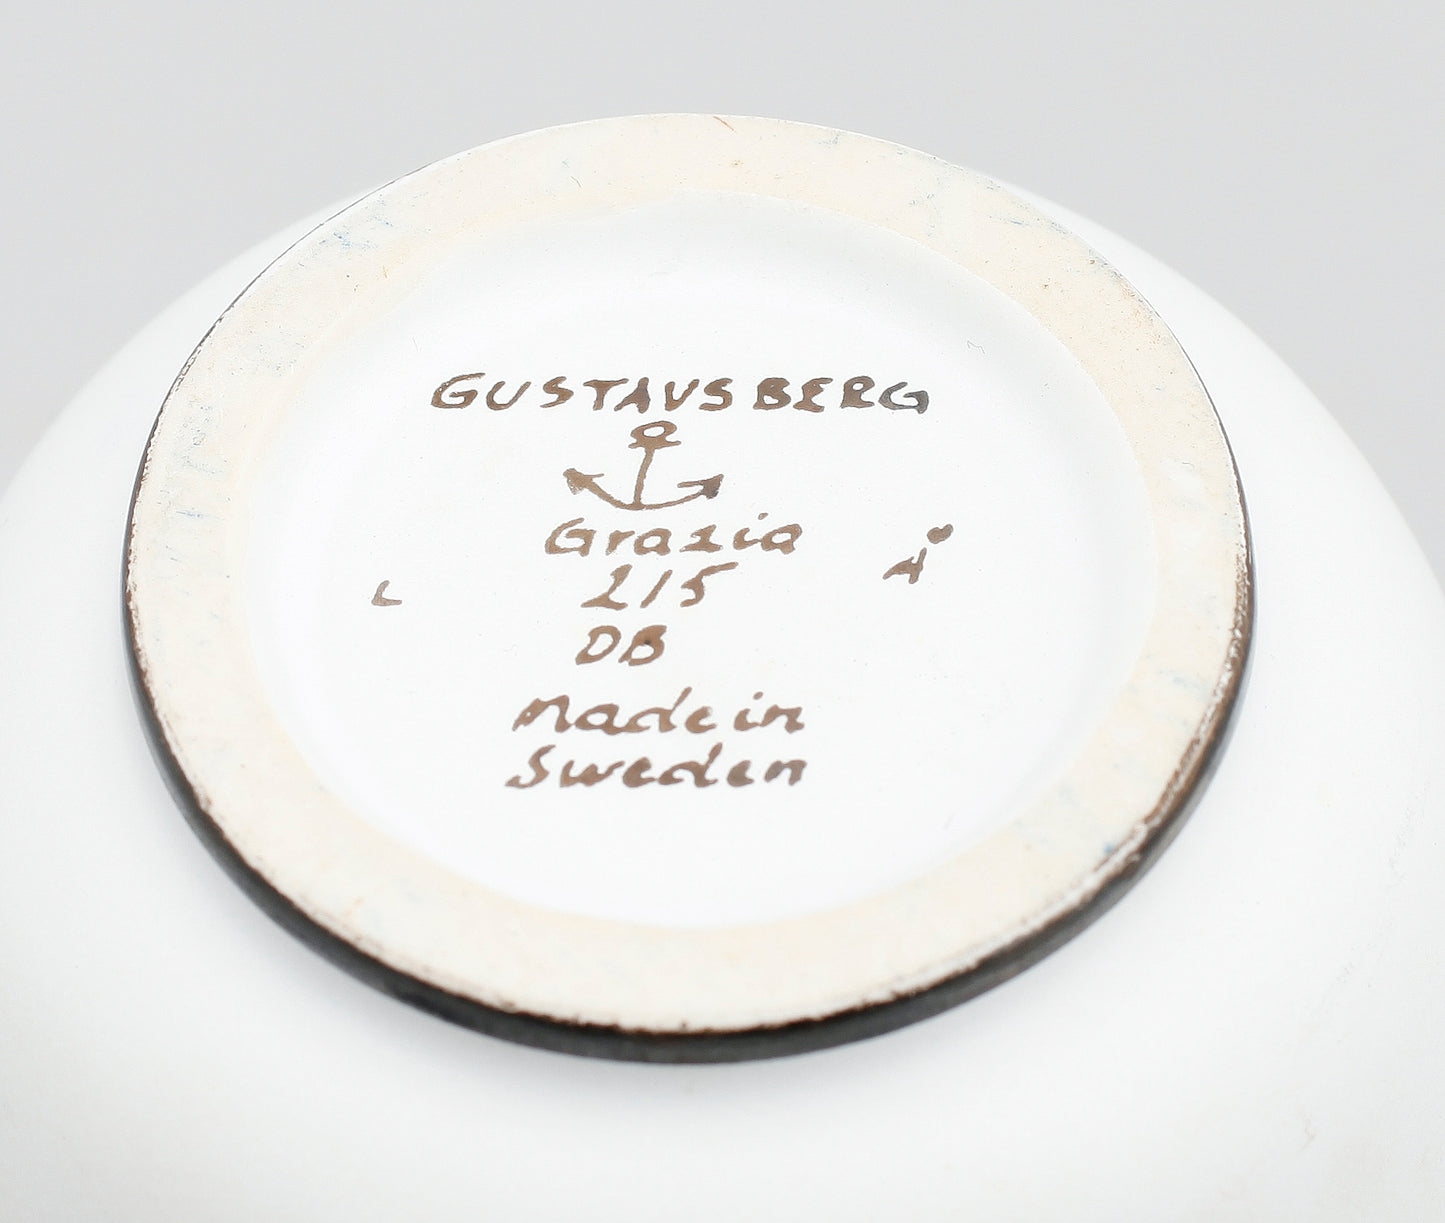 GUSTAVSBERG
Grazia
215
L
DB
Made in
Sweden